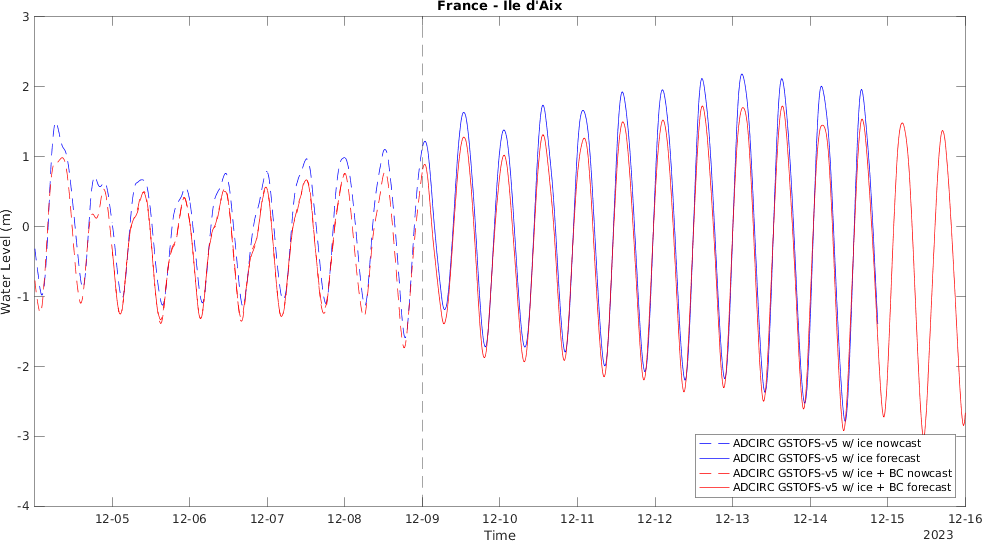 France - Ile d'Aix
3
2
1
0
-1
-2
-3
-4
Water Level (m)
ADCIRC GSTOFS-v5 w/ ice nowcast
ADCIRC GSTOFS-v5 w/ ice forecast
ADCIRC GSTOFS-v5 w/ ice + BC nowcast
ADCIRC GSTOFS-v5 w/ ice + BC forecast
12-05 12-06 12-07 12-08 12-09 12-10 12-11 12-12 12-13 12-14 12-15 12-16
Time
2023